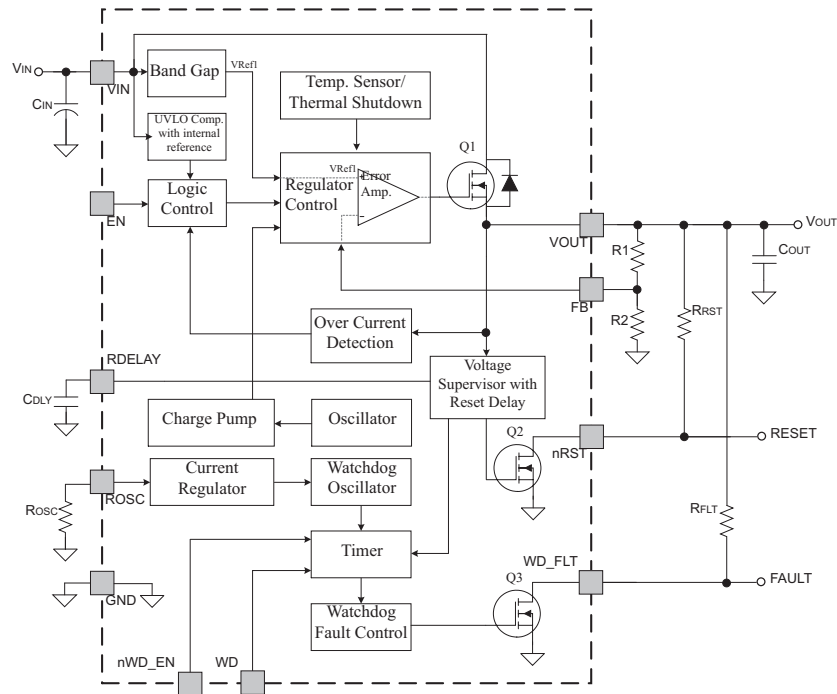 VIN
CIN
VIN
Band Gap
VRef1
Temp. Sensor/
Thermal Shutdown
UVLO Comp.
with internal
reference
Q1
EN
Logic
Control
Regulator
Control
VRef1
Error
Amp.
+
−
VOUT
VOUT
R1
COUT
FB
R2
RRST
Over Current
Detection
RDELAY
CDLY
Voltage
Supervisor with
Reset Delay
Charge Pump
Oscillator
Q2
nRST
RESET
ROSC
ROSC
Current
Regulator
Watchdog
Oscillator
RFLT
Timer
WD_FLT
Q3
FAULT
GND
Watchdog
Fault Control
nWD_EN
WD